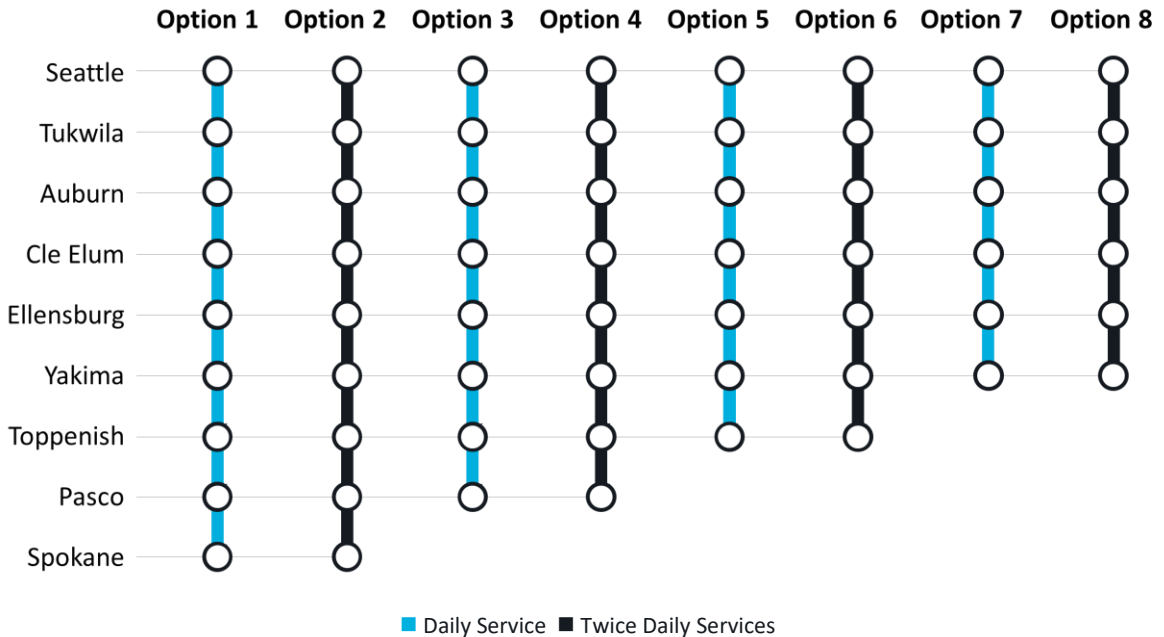 Option 1 Option 2 Option 3 Option 4 Option 5 Option 6 Option 7 Option 8
Seattle
Tukwila
Auburn
Cle Elum
Ellensburg
Yakima
Toppenish
Pasco
Spokane
Daily Service Twice Daily Services